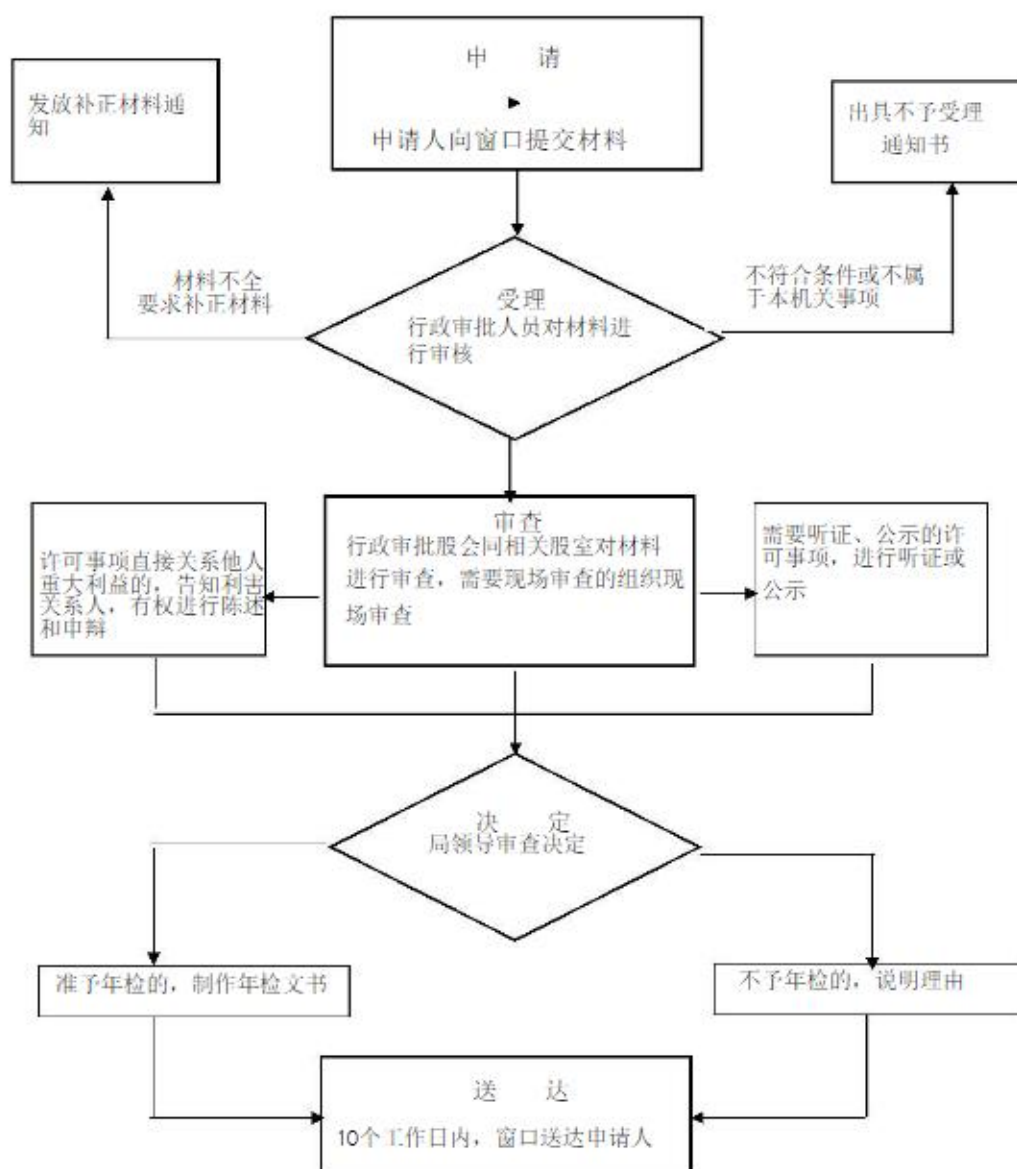 申 请
申请人向窗口提交材料
发放补正材料通
知
出具不予受理
通知书
材料不全
要求补正材料
不符合条件或不属
于本机关事项
受理
行政审批人员对材料进
行审核
审查
行政审批股会同相关股室对材料
进行审查，需要现场审查的组织现
场审查
许可事项直接关系他人
重大利益的，告知利害
关系人，有权进行陈述
和申辩
需要听证、公示的许
可事项，进行听证或
公示
决 定
局领导审查决定
准予年检的，制作年检文书
不予年检的，说明理由
送 达
10个工作日内，窗口送达申请人